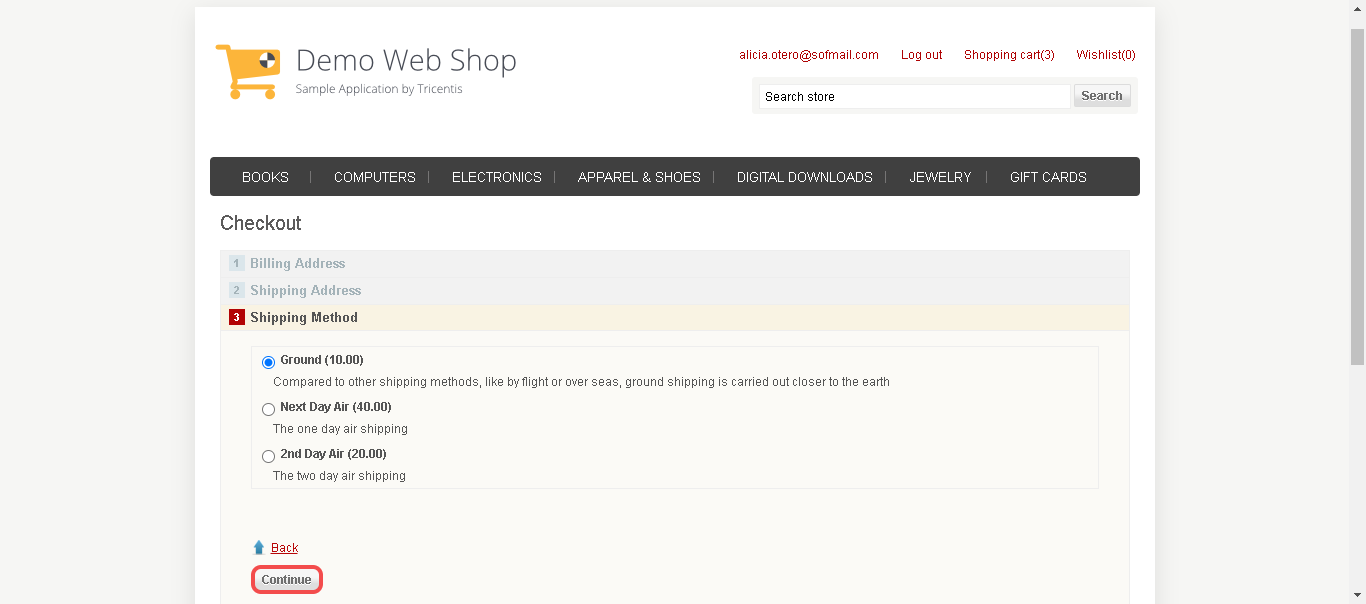 Demo Web Shop
Sample Application by Tricentis
alicia.otero@sofmail.com Log out Shopping cart(3) Wishlist(0)
Search store Search
BOOKS COMPUTERS ELECTRONICS APPAREL & SHOES DIGITAL DOWNLOADS JEWELRY GIFT CARDS
Checkout
1 Billing Address
2 Shipping Address
3 Shipping Method
Ground (10.00)
Compared to other shipping methods, like by flight or over seas, ground shipping is carried out closer to the earth
Next Day Air (40.00)
The one day air shipping
2nd Day Air (20.00)
The two day air shipping
Back
Continue